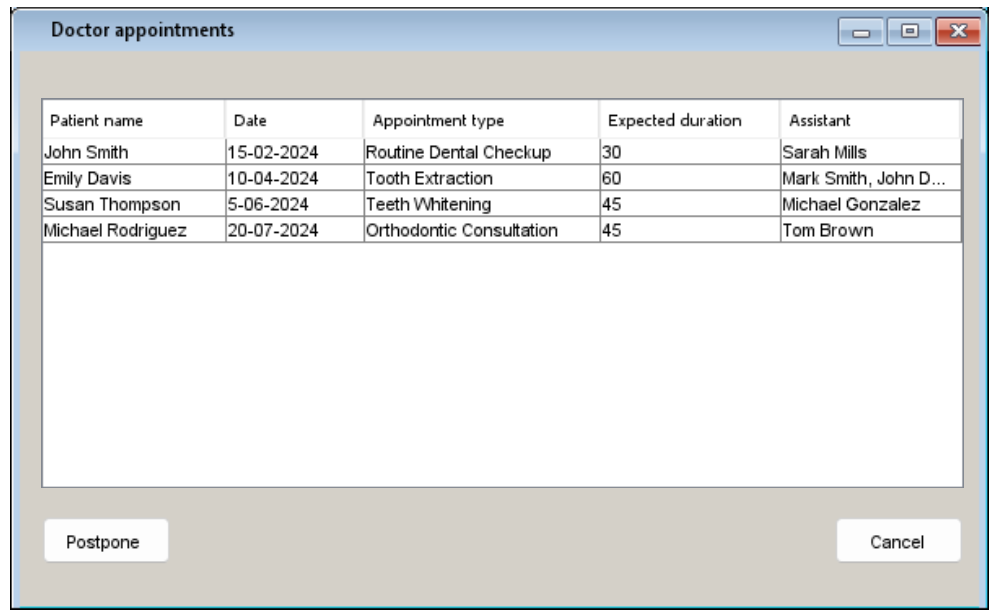 Doctor appointments
Patient name Date Appointment type Expected duration Assistant
John Smith 15-02-2024 Routine Dental Checkup 30 Sarah Mills
Emily Davis 10-04-2024 Tooth Extraction 60 Mark Smith, John D...
Susan Thompson 5-06-2024 Teeth Whitening 45 Michael Gonzalez
Michael Rodriguez 20-07-2024 Orthodontic Consultation 45 Tom Brown
Postpone Cancel